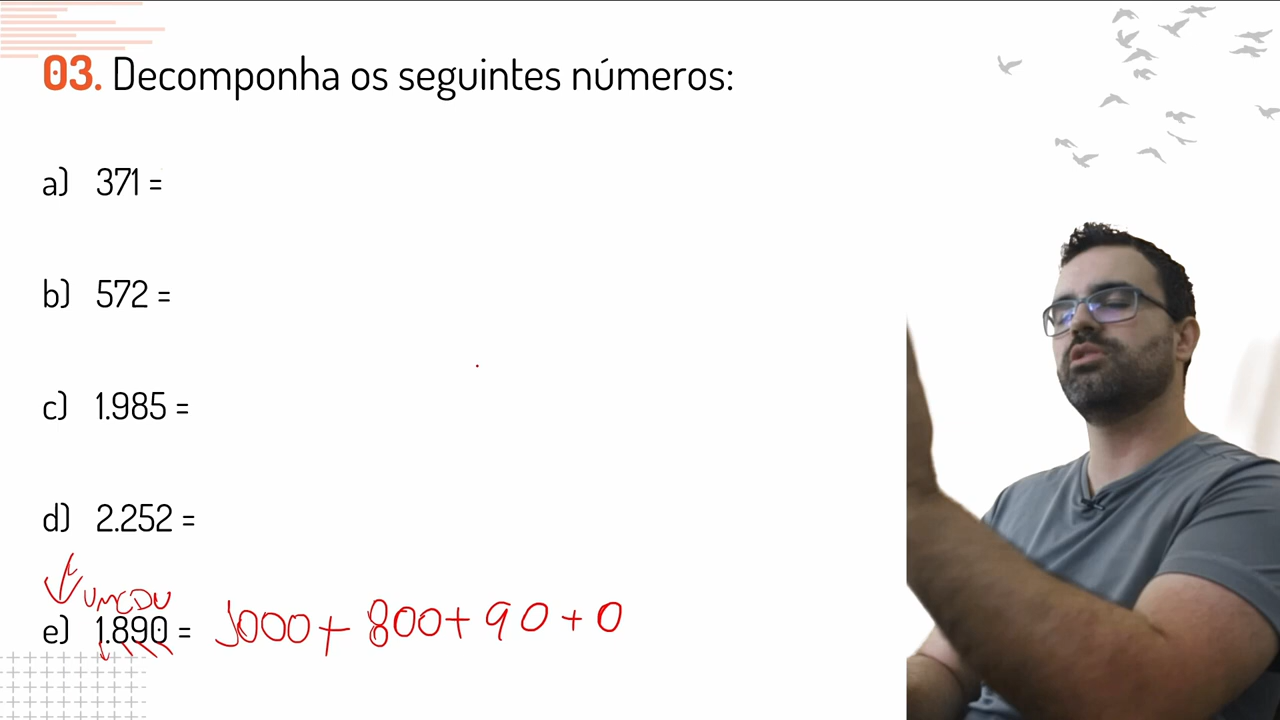 03. Decomponha os seguintes números:
a) 371 =
b) 572 =
c) 1.985 =
d) 2.252 =
UMCDU
e) 1.890 = 1000 + 800 + 90 + 0